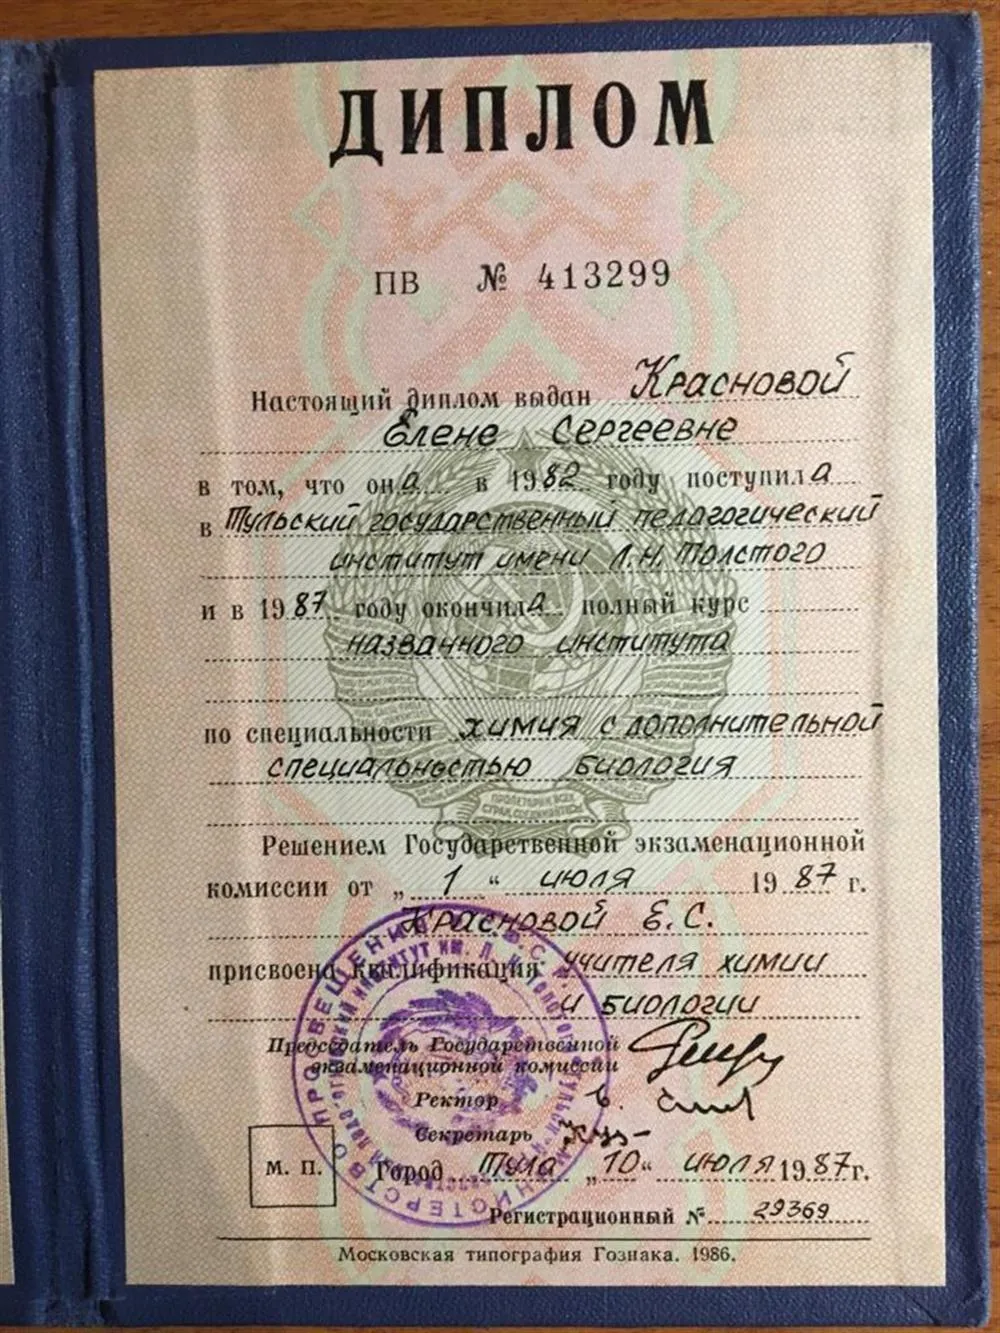 ДИПЛОМ
ПВ № 413299
Настоящий диплом выдан Красновой
Елене Сергеевне
в том, что она в 1982 году поступила
в Тульский государственный педагогический
институт имени Л.Н. Толстого
и в 1987 году окончила полный курс
названного института
по специальности химия с дополнительной
специальностью биология
Решением Государственной экзаменационной
комиссии от „1“ июля 1987 г.
Красновой Е.С.
присвоена квалификация учителя химии
и биологии
Председатель Государственной
экзаменационной комиссии
Ректор
Секретарь
М. П.
Город Тула „10“ июля 1987г.
Регистрационный № 29369
Московская типография Гознака. 1986.